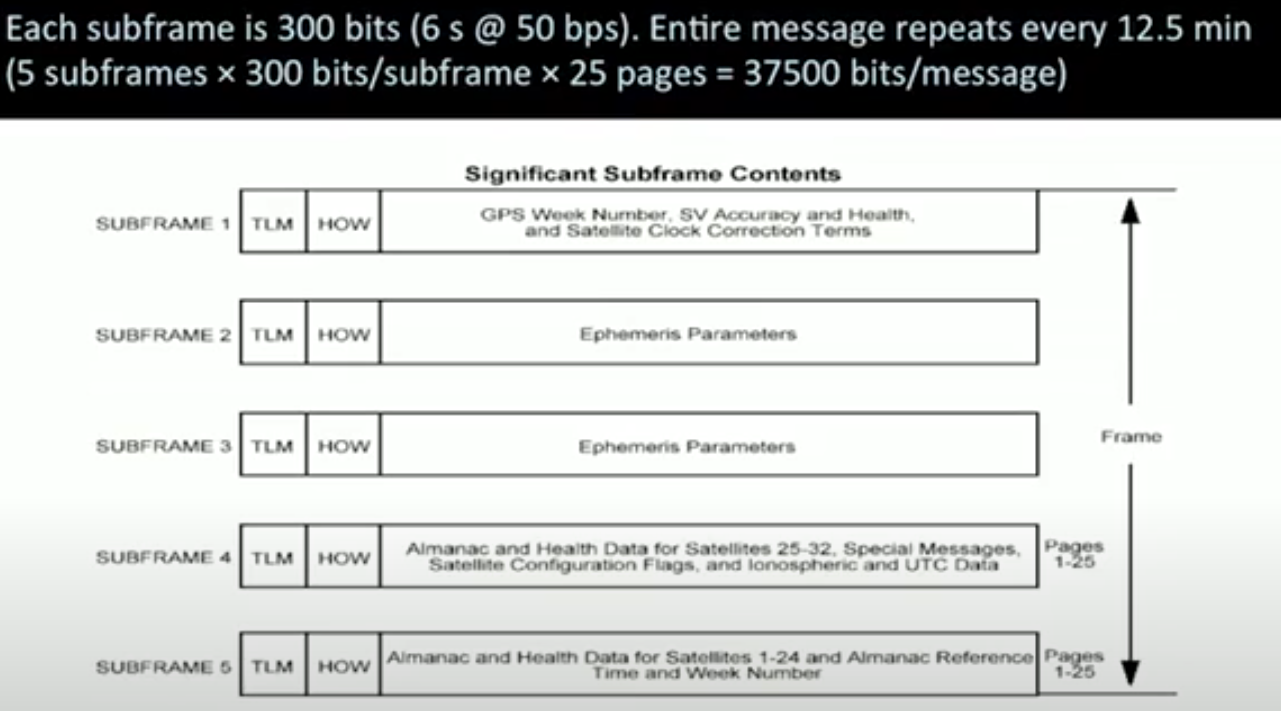 Each subframe is 300 bits (6 s @ 50 bps). Entire message repeats every 12.5 min
(5 subframes × 300 bits/subframe × 25 pages = 37500 bits/message)
Significant Subframe Contents
SUBFRAME 1 TLM HOW GPS Week Number, SV Accuracy and Health,
and Satellite Clock Correction Terms
SUBFRAME 2 TLM HOW Ephemeris Parameters
SUBFRAME 3 TLM HOW Ephemeris Parameters
Frame
SUBFRAME 4 TLM HOW Almanac and Health Data for Satellites 25-32, Special Messages,
Satellite Configuration Flags, and Ionospheric and UTC Data
Pages
1-25
SUBFRAME 5 TLM HOW Almanac and Health Data for Satellites 1-24 and Almanac Reference
Time and Week Number
Pages
1-25